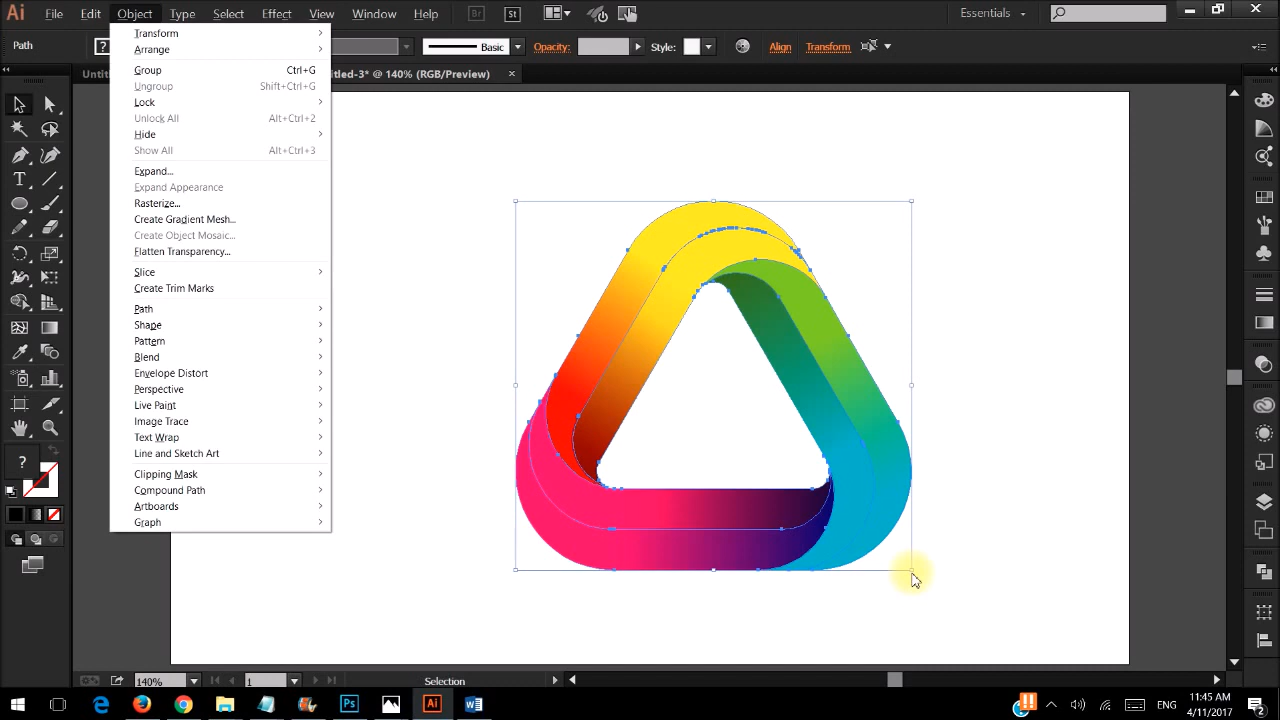 Ai File Edit Object Type Select Effect View Window Help Br St Essentials
Path ? Basic Opacity: Style: Align Transform
Untit tled-3* @ 140% (RGB/Preview) ×
Transform
Arrange
Group Ctrl+G
Ungroup Shift+Ctrl+G
Lock
Unlock All Alt+Ctrl+2
Hide
Show All Alt+Ctrl+3
Expand...
Expand Appearance
Rasterize...
Create Gradient Mesh...
Create Object Mosaic...
Flatten Transparency...
Slice
Create Trim Marks
Path
Shape
Pattern
Blend
Envelope Distort
Perspective
Live Paint
Image Trace
Text Wrap
Line and Sketch Art
Clipping Mask
Compound Path
Artboards
Graph
T
?
140% 1 Selection
Ps Ai W 11:45 AM
ENG 4/11/2017 2